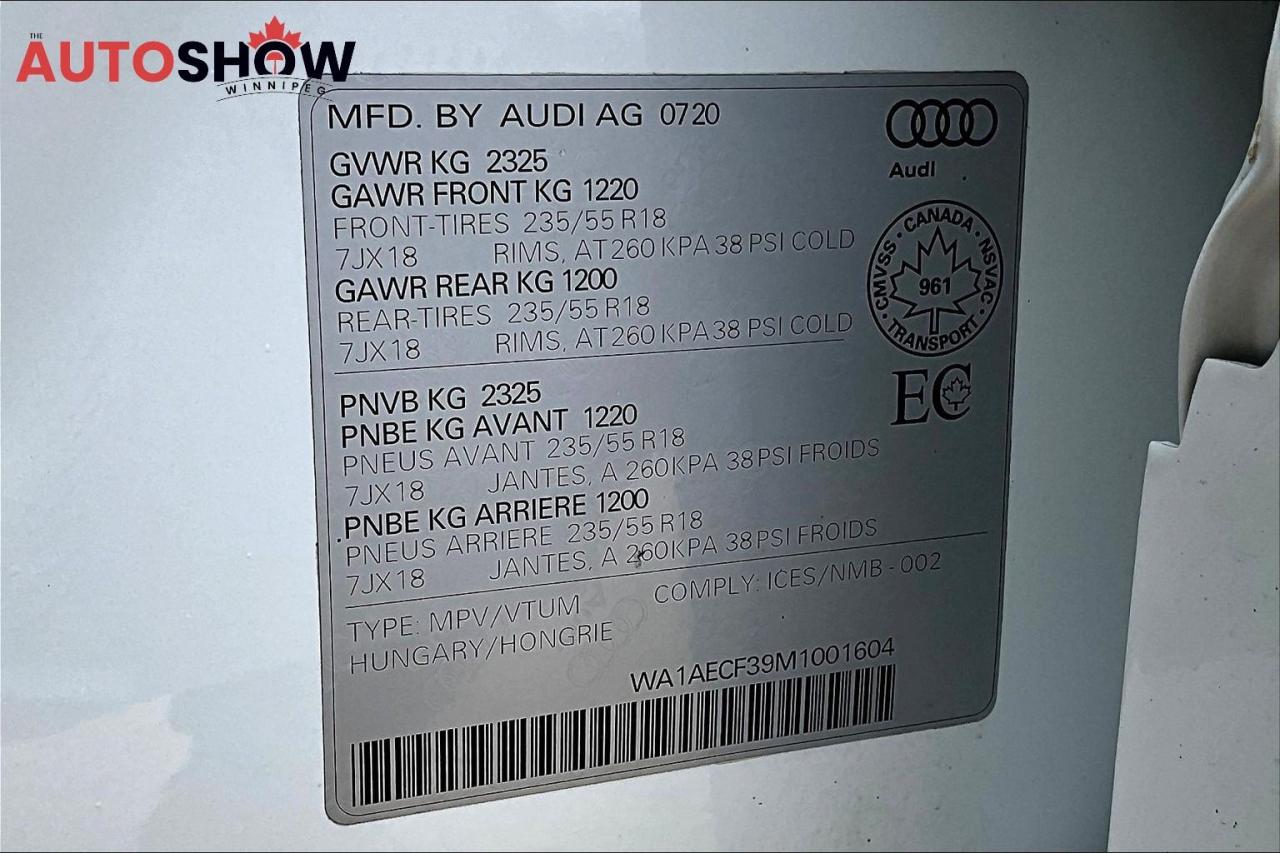 THE
AUTOSHOW
WINNIPEG
MFD. BY AUDI AG 0720
Audi
GVWR KG 2325
GAWR FRONT KG 1220
FRONT-TIRES 235/55 R18
7JX18 RIMS, AT 260 KPA 38 PSI COLD
GAWR REAR KG 1200
REAR-TIRES 235/55 R18
7JX18 RIMS, AT 260 KPA 38 PSI COLD
CANADA · NSVAC · TRANSPORT · CMVSS ·
961
EC
PNVB KG 2325
PNBE KG AVANT 1220
PNEUS AVANT 235/55 R18
7JX18 JANTES, A 260KPA 38PSI FROIDS
PNBE KG ARRIERE 1200
PNEUS ARRIERE 235/55 R18
7JX18 JANTES, A 260KPA 38PSI FROIDS
TYPE: MPV/VTUM COMPLY: ICES/NMB-002
HUNGARY/HONGRIE
WA1AECF39M1001604